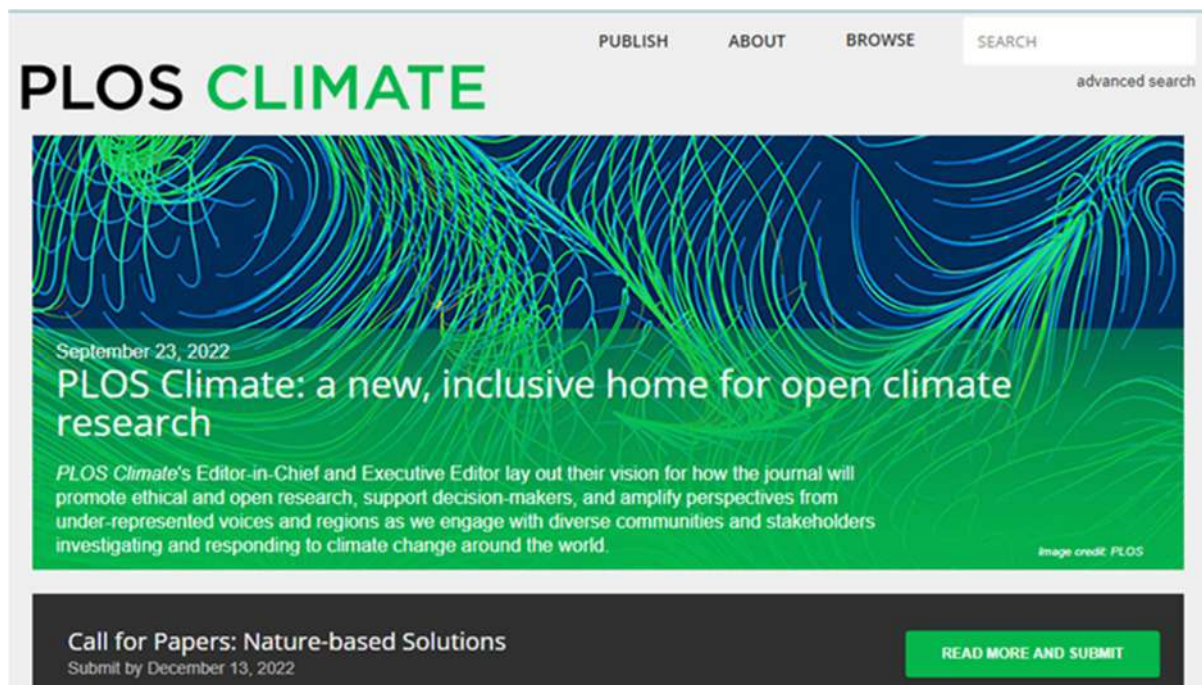 PUBLISH ABOUT BROWSE SEARCH
advanced search
PLOS CLIMATE
September 23, 2022
PLOS Climate: a new, inclusive home for open climate
research
PLOS Climate's Editor-in-Chief and Executive Editor lay out their vision for how the journal will
promote ethical and open research, support decision-makers, and amplify perspectives from
under-represented voices and regions as we engage with diverse communities and stakeholders
investigating and responding to climate change around the world.
Image credit: PLOS
Call for Papers: Nature-based Solutions
Submit by December 13, 2022
READ MORE AND SUBMIT